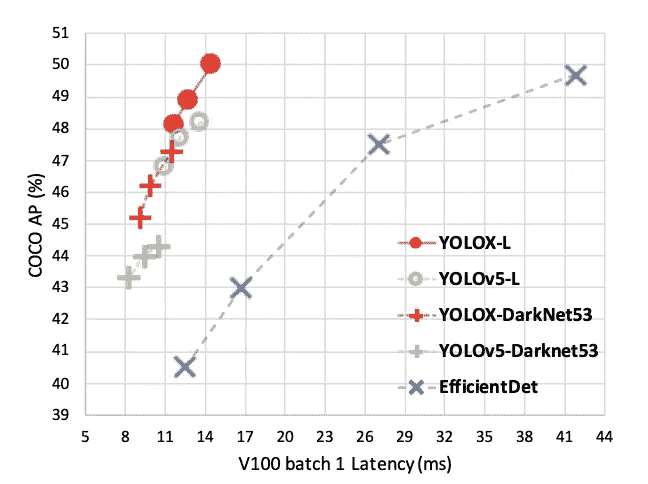 51
50
49
48
47
46
45
44
43
42
41
40
39
COCO AP (%)
YOLOX-L
YOLOv5-L
YOLOX-DarkNet53
YOLOv5-Darknet53
EfficientDet
5 8 11 14 17 20 23 26 29 32 35 38 41 44
V100 batch 1 Latency (ms)